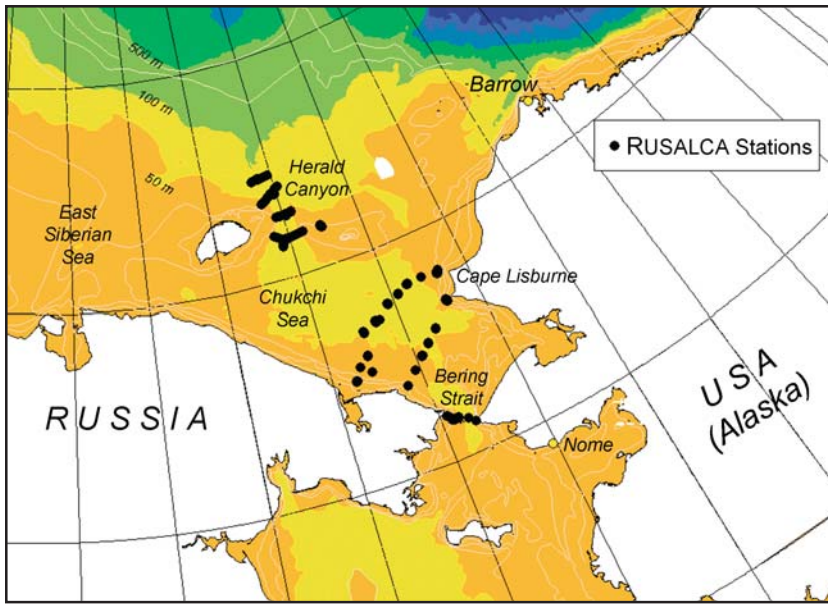 500 m
100 m
50 m
Barrow
RUSALCA Stations
Herald
Canyon
East
Siberian
Sea
Cape Lisburne
Chukchi
Sea
Bering
Strait
RUSSIA
USA
(Alaska)
Nome